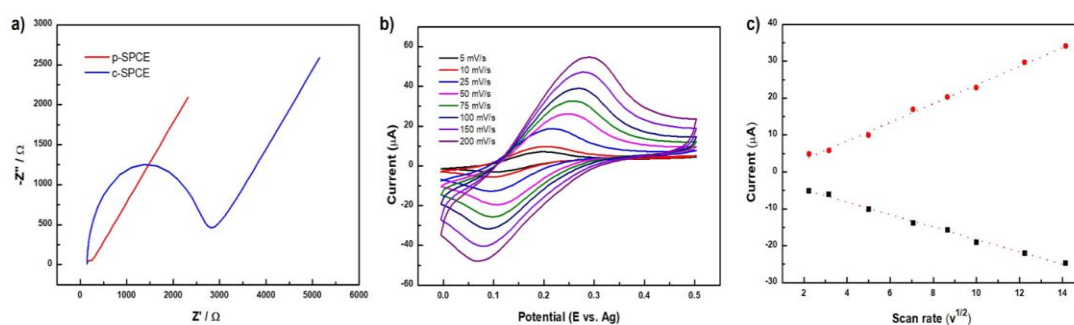 a)
3000
2500
2000
1500
1000
500
0
-Z'' / Ω
p-SPCE
c-SPCE
0 1000 2000 3000 4000 5000 6000
Z' / Ω
b)
60
40
20
0
-20
-40
-60
Current (μA)
5 mV/s
10 mV/s
25 mV/s
50 mV/s
75 mV/s
100 mV/s
150 mV/s
200 mV/s
0.0 0.1 0.2 0.3 0.4 0.5
Potential (E vs. Ag)
c)
40
30
20
10
0
-10
-20
-30
Current (μA)
2 4 6 8 10 12 14
Scan rate (v^1/2)